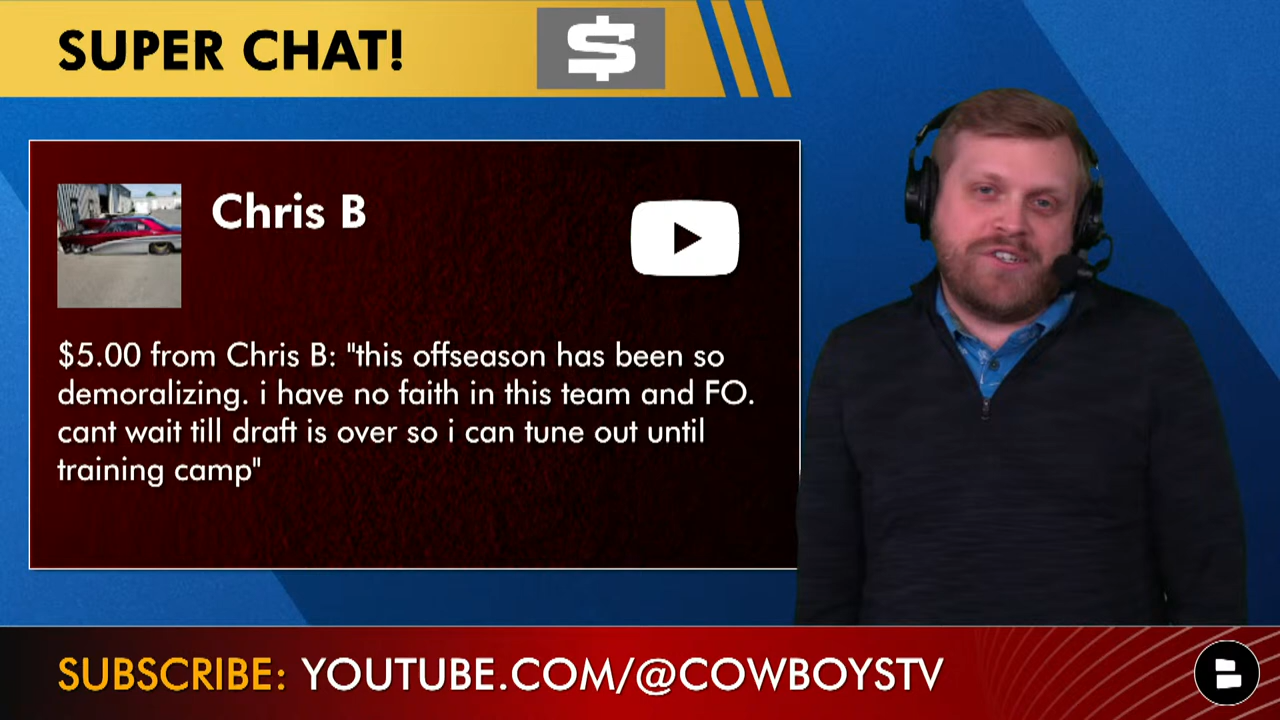 SUPER CHAT!
Chris B
$5.00 from Chris B: "this offseason has been so
demoralizing. i have no faith in this team and FO.
cant wait till draft is over so i can tune out until
training camp"
SUBSCRIBE: YOUTUBE.COM/@COWBOYSTV